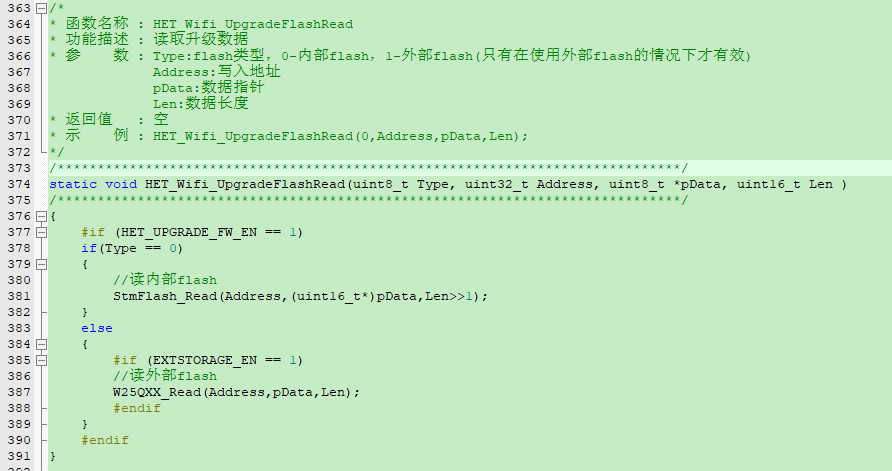 363 /*
364 * 函数名称 : HET_Wifi_UpgradeFlashRead
365 * 功能描述 : 读取升级数据
366 * 参    数 : Type:flash类型，0-内部flash，1-外部flash(只有在使用外部flash的情况下才有效)
367              Address:写入地址
368              pData:数据指针
369              Len:数据长度
370 * 返回值   : 空
371 * 示    例 : HET_Wifi_UpgradeFlashRead(0,Address,pData,Len);
372 */
373 /******************************************************************************/
374 static void HET_Wifi_UpgradeFlashRead(uint8_t Type, uint32_t Address, uint8_t *pData, uint16_t Len )
375 /******************************************************************************/
376 {
377     #if (HET_UPGRADE_FW_EN == 1)
378     if(Type == 0)
379     {
380         //读内部flash
381         StmFlash_Read(Address,(uint16_t*)pData,Len>>1);
382     }
383     else
384     {
385         #if (EXTSTORAGE_EN == 1)
386         //读外部flash
387         W25QXX_Read(Address,pData,Len);
388         #endif
389     }
390     #endif
391 }